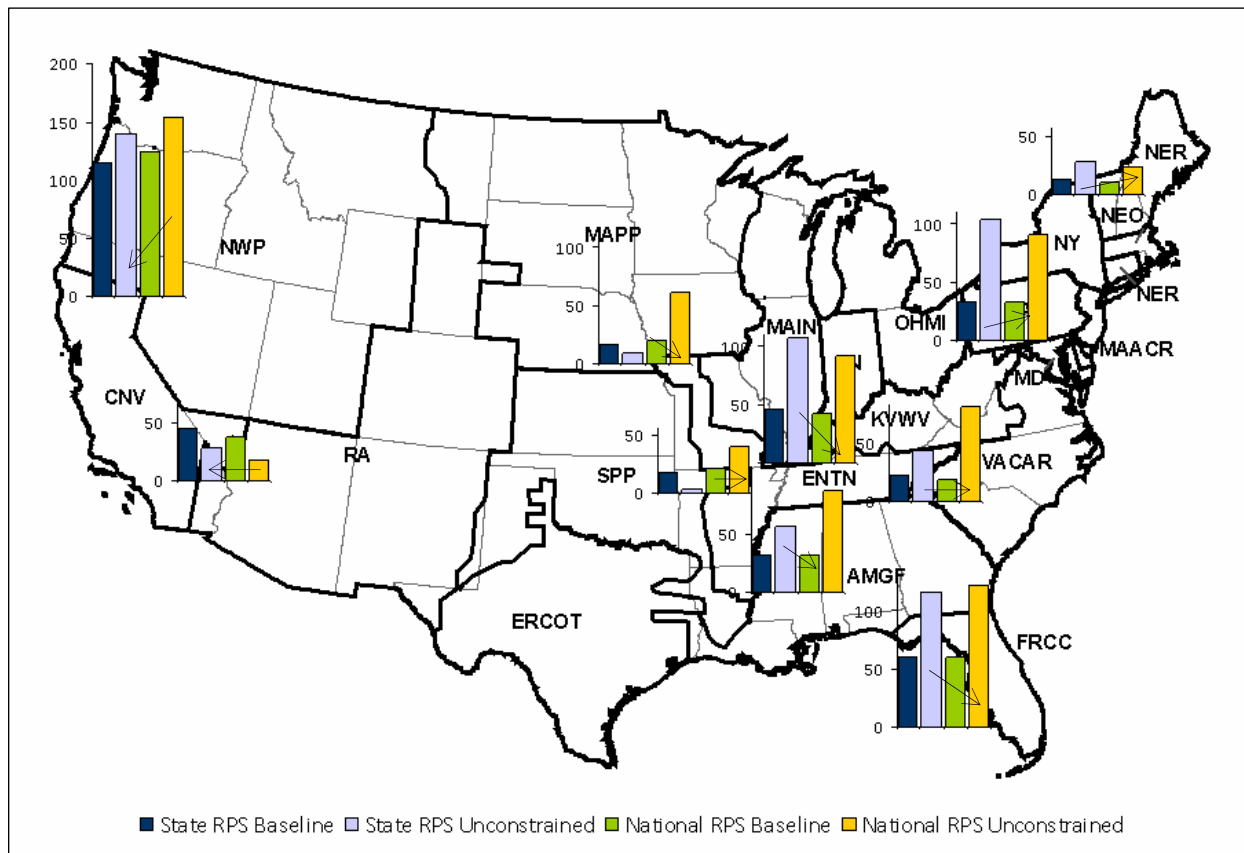 200
150
100
50
0
NWP
CNV
50
0
RA
MAPP
100
50
0
SPP
50
0
ERCOT
MAIN
100
50
N
ENTN
50
0
AMGF
100
50
0
FRCC
KVWV
50
0
VACAR
OHMI
100
50
0
NY
MD
MAACR
50
0
NER
NEO
NER
State RPS Baseline State RPS Unconstrained National RPS Baseline National RPS Unconstrained